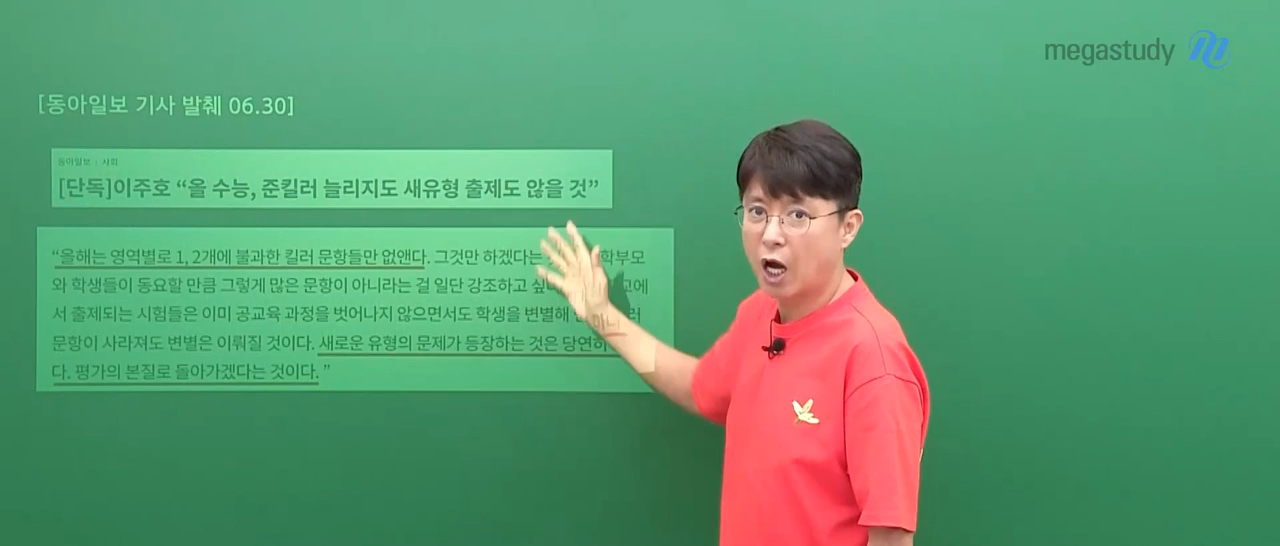 megastudy
[동아일보 기사 발췌 06.30]
동아일보 | 사회
[단독]이주호 “올 수능, 준킬러 늘리지도 새유형 출제도 않을 것”
“올해는 영역별로 1, 2개에 불과한 킬러 문항들만 없앤다. 그것만 하겠다는 학부모
와 학생들이 동요할 만큼 그렇게 많은 문항이 아니라는 걸 일단 강조하고 에
서 출제되는 시험들은 이미 공교육 과정을 벗어나지 않으면서도 학생을 변별해 러
문항이 사라져도 변별은 이뤄질 것이다. 새로운 유형의 문제가 등장하는 것은 당연히
다. 평가의 본질로 돌아가겠다는 것이다. ”